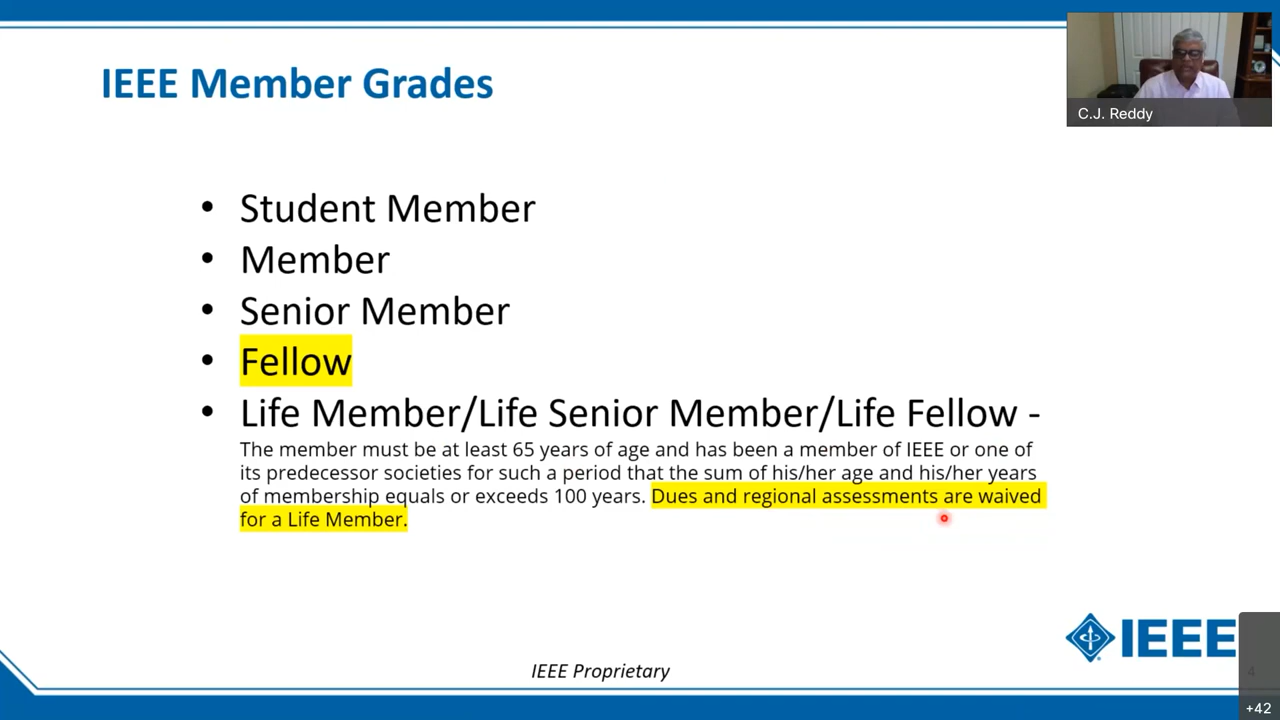 IEEE Member Grades
C.J. Reddy
• Student Member
• Member
• Senior Member
• Fellow
• Life Member/Life Senior Member/Life Fellow -
The member must be at least 65 years of age and has been a member of IEEE or one of
its predecessor societies for such a period that the sum of his/her age and his/her years
of membership equals or exceeds 100 years. Dues and regional assessments are waived
for a Life Member.
IEEE
IEEE Proprietary
4
+42